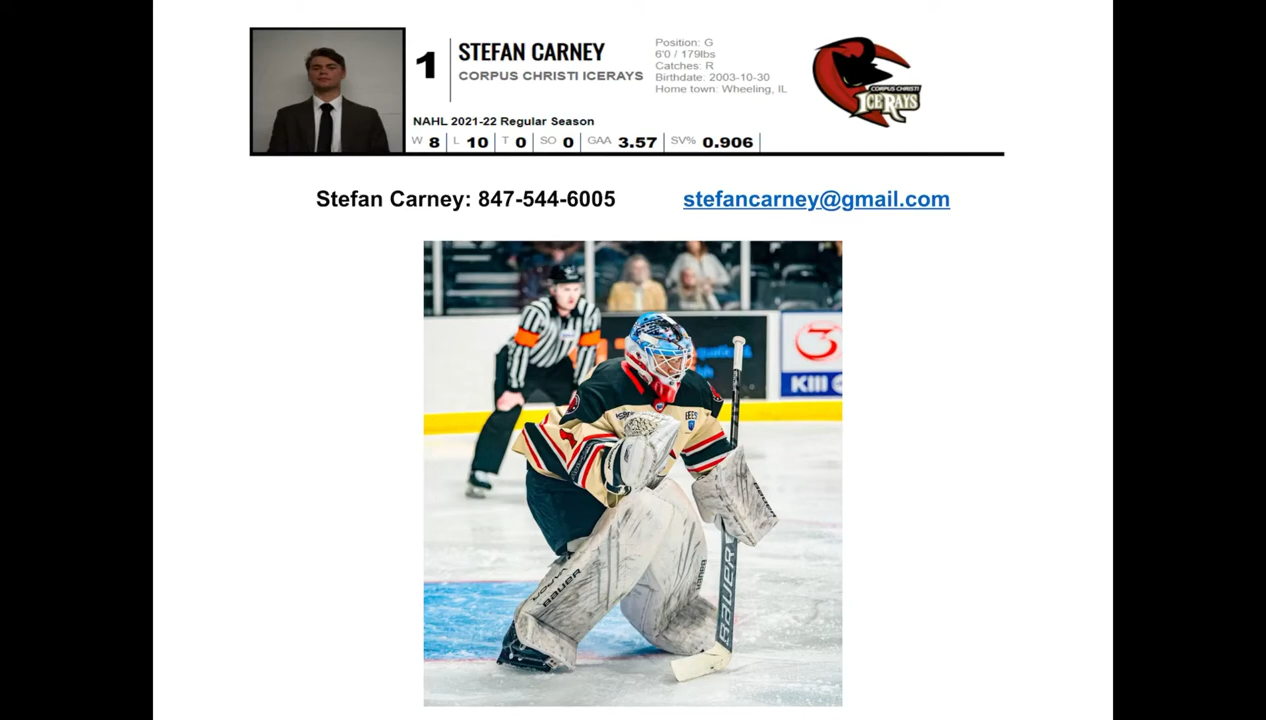 1
STEFAN CARNEY
CORPUS CHRISTI ICERAYS
Position: G
6'0 / 179lbs
Catches: R
Birthdate: 2003-10-30
Home town: Wheeling, IL
CORPUS CHRISTI
ICERAYS
NAHL 2021-22 Regular Season
W 8 L 10 T 0 SO 0 GAA 3.57 SV% 0.906
Stefan Carney: 847-544-6005 stefancarney@gmail.com
3
KIII
BAUER
BAUER